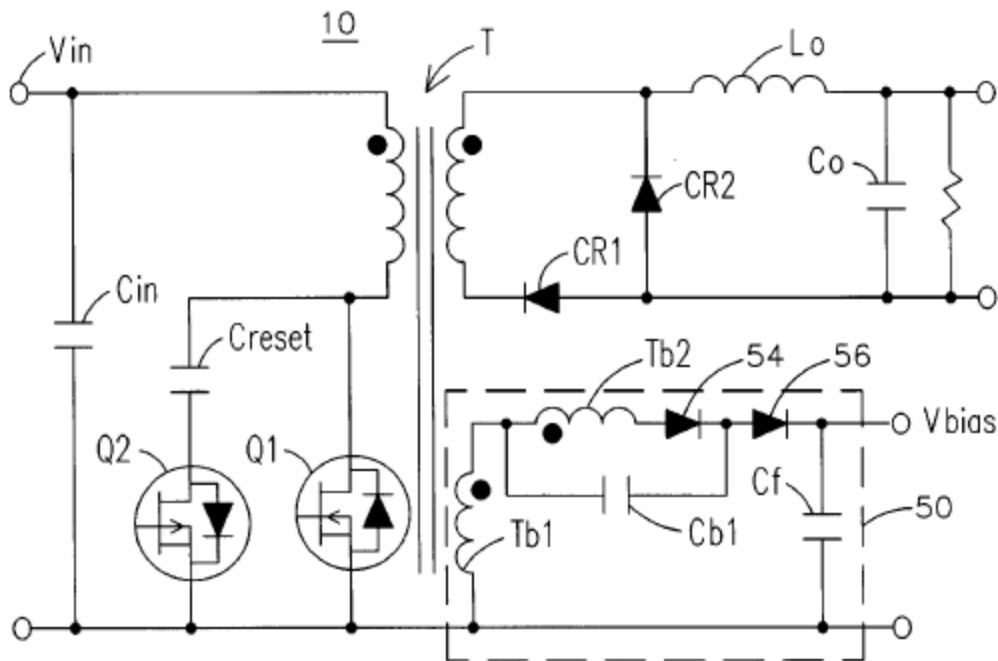 10
Vin
T
Lo
Co
CR2
CR1
Cin
Creset
Tb2
54
56
Vbias
Q2
Q1
Cf
50
Tb1
Cb1